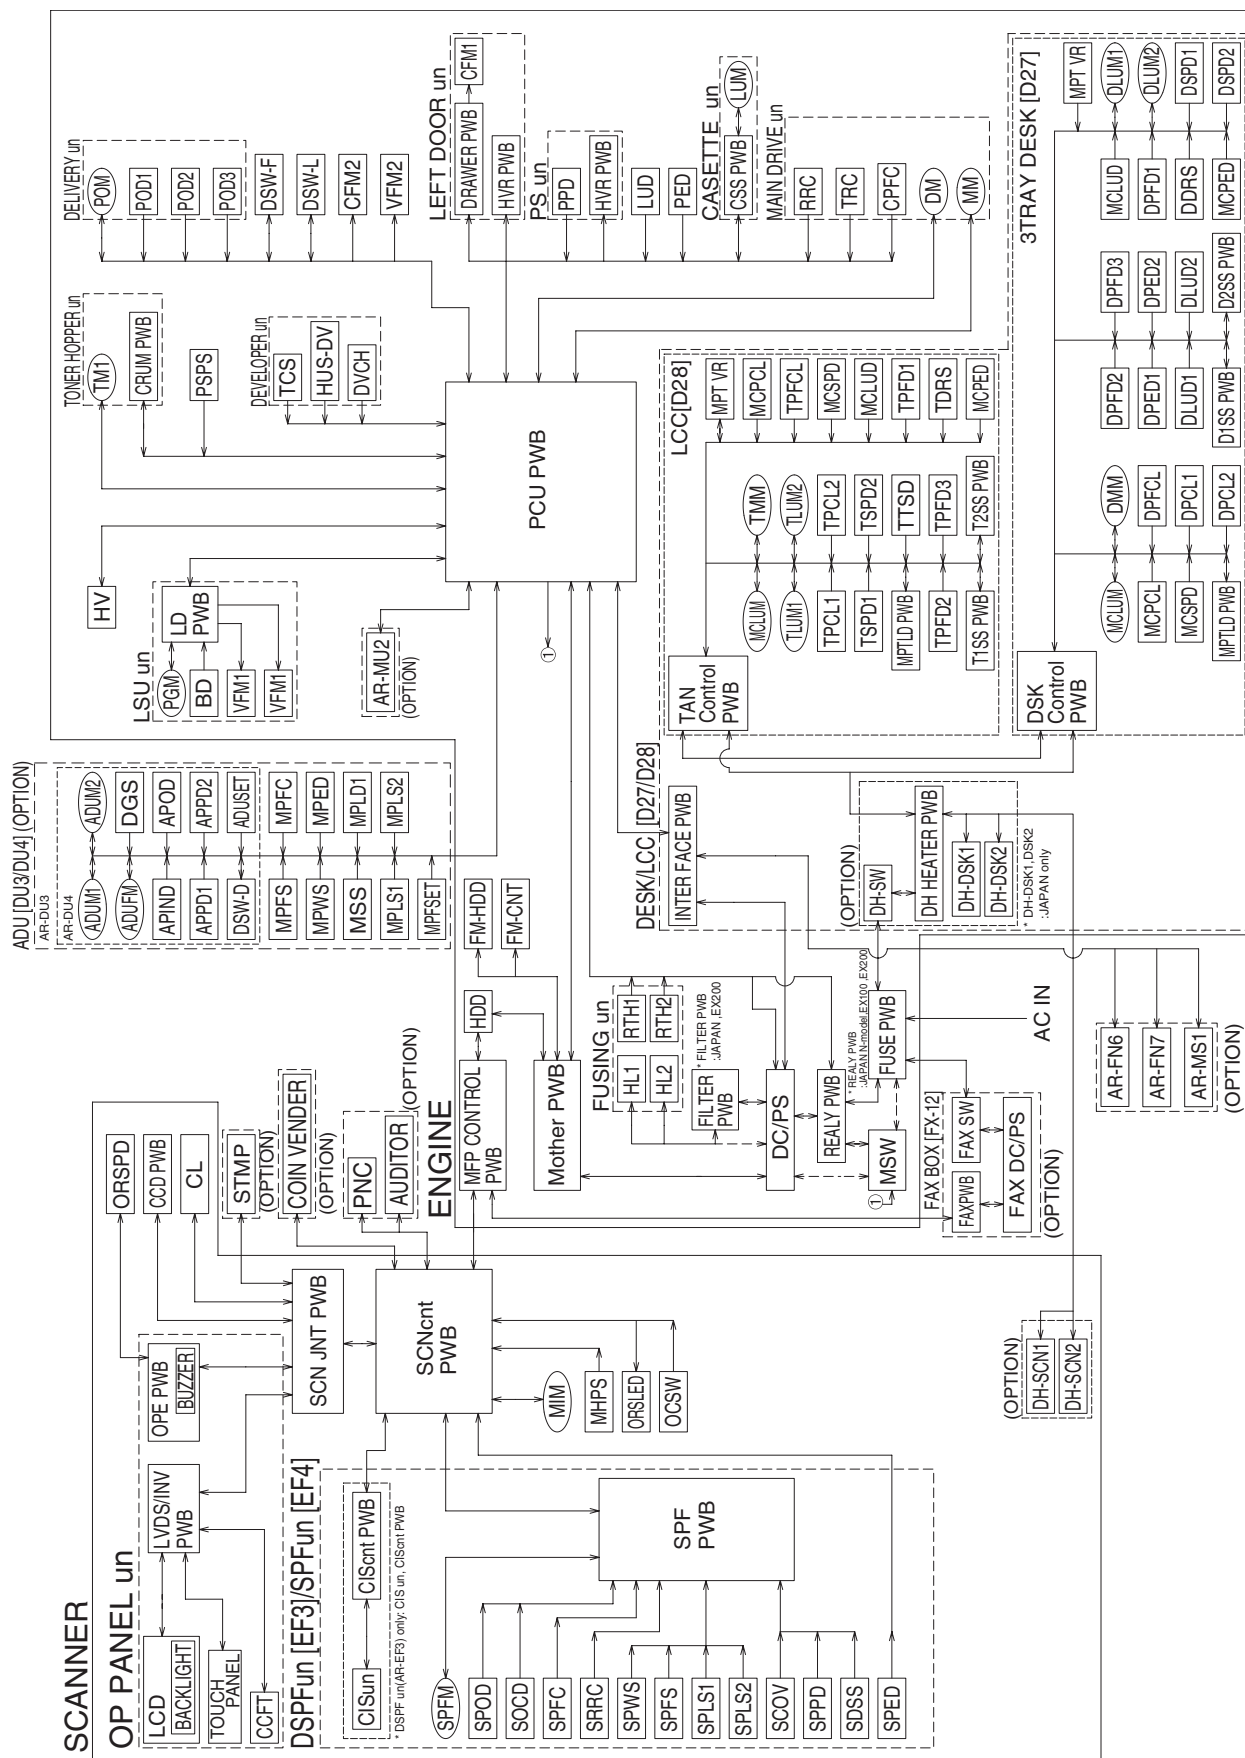 SCANNER
OP PANEL un
LCD
BACKLIGHT
TOUCH
PANEL
CCFT
LVDS/INV
PWB
OPE PWB
BUZZER
ORSPD
CCD PWB
CL
STMP
(OPTION)
COIN VENDER
(OPTION)
PNC
AUDITOR
(OPTION)
SCN JNT PWB
SCNcnt
PWB
MIM
MHPS
ORSLED
OCSW
DSPFun [EF3]/SPFun [EF4]
CISun
CIScnt PWB
* DSPF un(AR-EF3) only: CIS un, CIScnt PWB
SPF
PWB
SPFM
SPOD
SOCD
SPFC
SRRC
SPWS
SPFS
SPLS1
SPLS2
SCOV
SPPD
SDSS
SPED
(OPTION)
DH-SCN1
DH-SCN2
ENGINE
MFP CONTROL
PWB
HDD
FM-HDD
FM-CNT
Mother PWB
FUSING un
HL1
RTH1
HL2
RTH2
FILTER
PWB
* FILTER PWB
:JAPAN ,EX200
DC/PS
REALY PWB
* REALY PWB
:JAPAN N-model,EX100 ,EX200
MSW
1
FUSE PWB
AC IN
FAX BOX [FX-12]
FAXPWB
FAX SW
FAX DC/PS
(OPTION)
AR-FN6
AR-FN7
AR-MS1
(OPTION)
ADU [DU3/DU4] (OPTION)
AR-DU3
AR-DU4
ADUM1
ADUM2
ADUFM
DGS
APIND
APOD
APPD1
APPD2
DSW-D
ADUSET
MPFS
MPFC
MPWS
MPED
MSS
MPLD1
MPLS1
MPLS2
MPFSET
LSU un
PGM
LD
PWB
BD
VFM1
VFM1
HV
AR-MU2
(OPTION)
1
PCU PWB
TONER HOPPER un
TM1
CRUM PWB
PSPS
DEVELOPER un
TCS
HUS-DV
DVCH
DELIVERY un
POM
POD1
POD2
POD3
DSW-F
DSW-L
CFM2
VFM2
LEFT DOOR un
DRAWER PWB
CFM1
HVR PWB
PS un
PPD
HVR PWB
LUD
PED
CASETTE un
CSS PWB
LUM
MAIN DRIVE un
RRC
TRC
CPFC
DM
MM
DESK/LCC [D27/D28]
INTER FACE PWB
(OPTION)
DH-SW
DH HEATER PWB
DH-DSK1
DH-DSK2
* DH-DSK1,DSK2
:JAPAN only
LCC[D28]
TAN
Control
PWB
MCLUM
TMM
TLUM1
TLUM2
TPCL1
TPCL2
TSPD1
TSPD2
MPTLD PWB
TTSD
TPFD2
TPFD3
T1SS PWB
T2SS PWB
MPT VR
MCPCL
TPFCL
MCSPD
MCLUD
TPFD1
TDRS
MCPED
3TRAY DESK [D27]
DSK
Control
PWB
MCLUM
DMM
MCPCL
DPFCL
MCSPD
DPCL1
MPTLD PWB
DPCL2
DPFD2
DPFD3
DPED1
DPED2
DLUD1
DLUD2
D1SS PWB
D2SS PWB
MPT VR
MCLUD
DLUM1
DPFD1
DLUM2
DDRS
DSPD1
MCPED
DSPD2